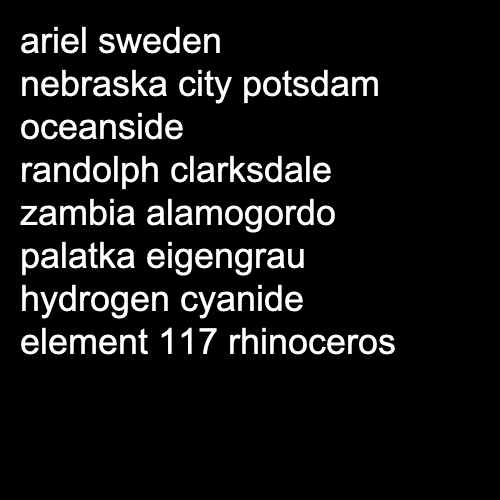 ariel sweden
nebraska city potsdam
oceanside
randolph clarksdale
zambia alamogordo
palatka eigengrau
hydrogen cyanide
element 117 rhinoceros